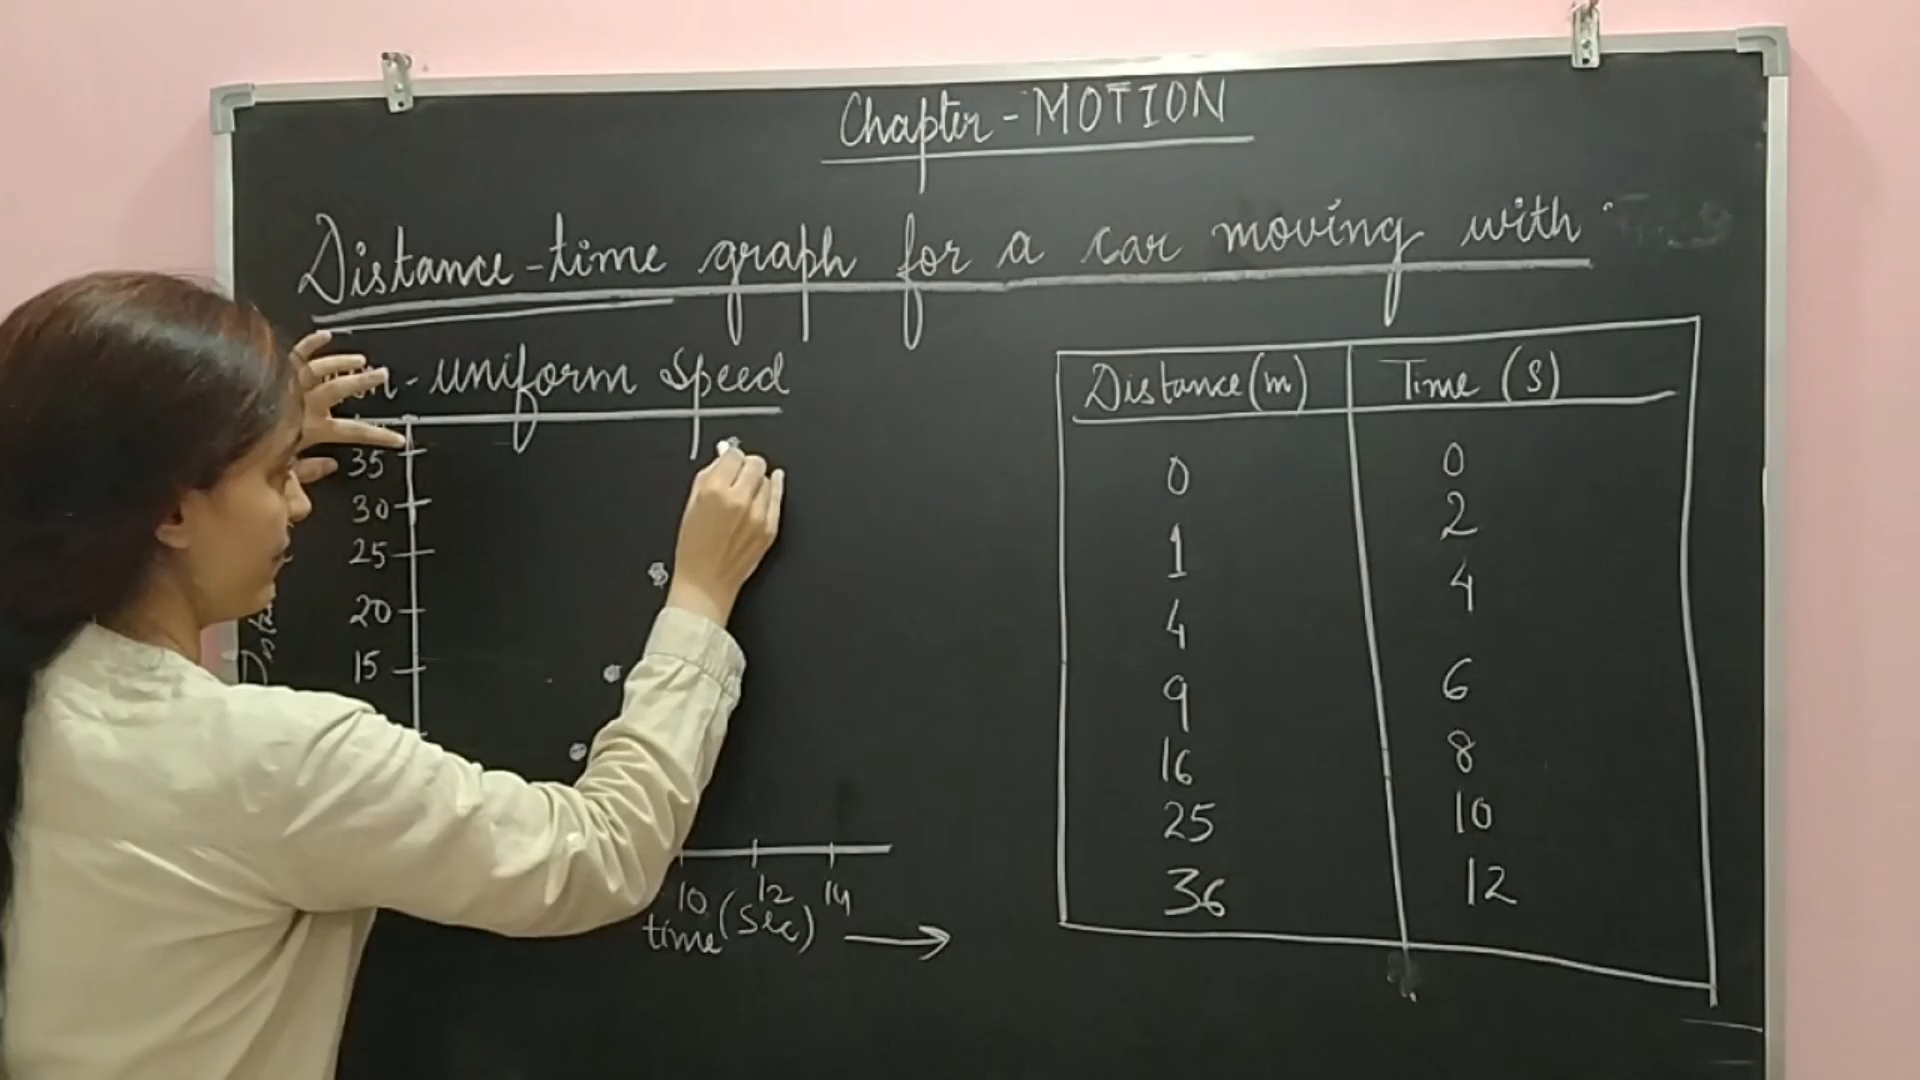 Chapter - MOTION
Distance-time graph for a car moving with
-uniform speed
35
30
25
20
15
10 12 14
time (Sec)
Distance (m) Time (S)
0 0
1 2
4 4
9 6
16 8
25 10
36 12